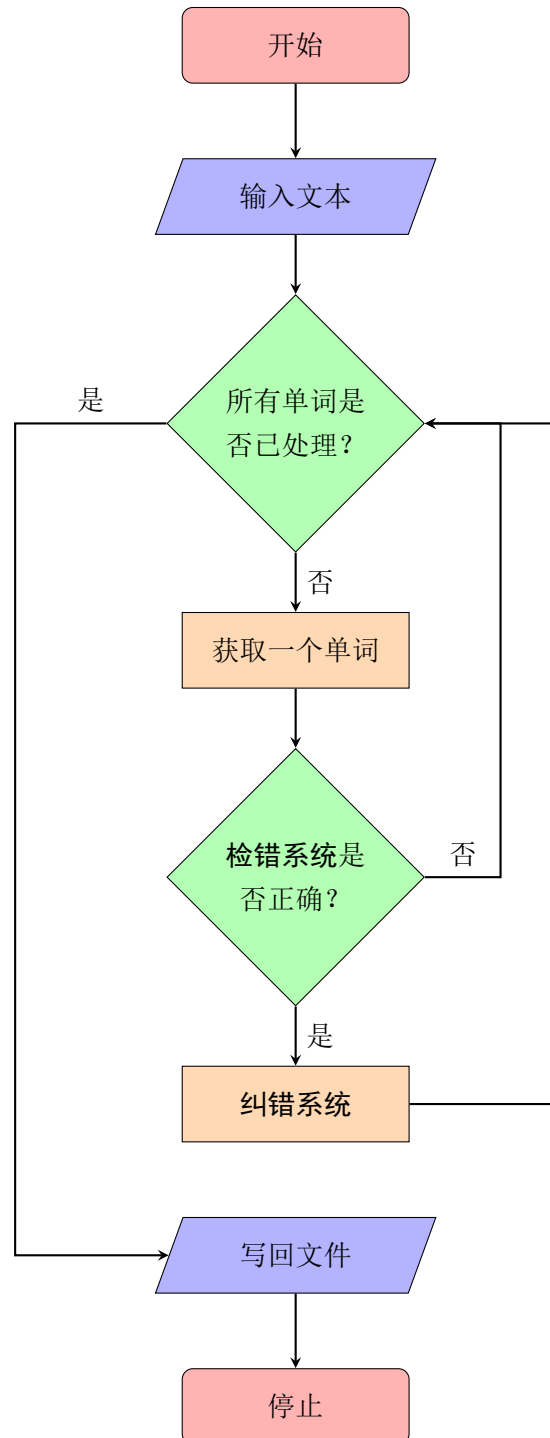 开始
输入文本
所有单词是
否已处理？
是
否
获取一个单词
检错系统是
否正确？
否
是
纠错系统
写回文件
停止